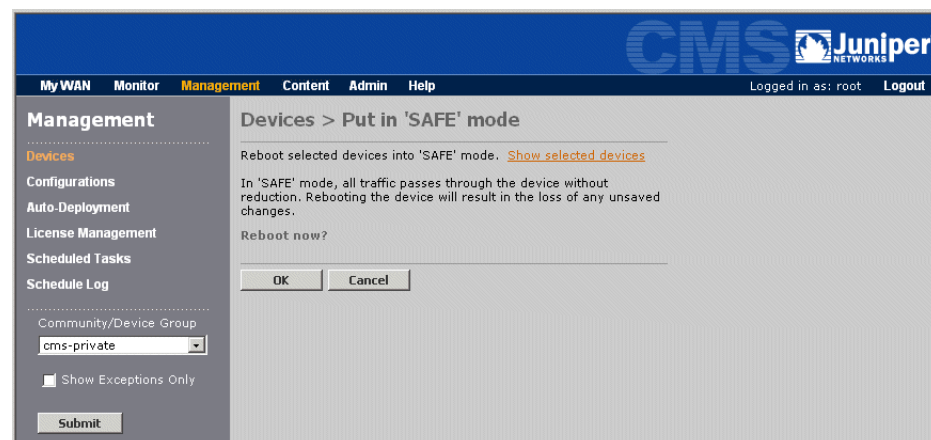 CMS
Juniper
NETWORKS
My WAN Monitor Management Content Admin Help Logged in as: root Logout
Management
Devices
Configurations
Auto-Deployment
License Management
Scheduled Tasks
Schedule Log
Community/Device Group
cms-private
Show Exceptions Only
Submit
Devices > Put in 'SAFE' mode
Reboot selected devices into 'SAFE' mode. Show selected devices
In 'SAFE' mode, all traffic passes through the device without
reduction. Rebooting the device will result in the loss of any unsaved
changes.
Reboot now?
OK Cancel